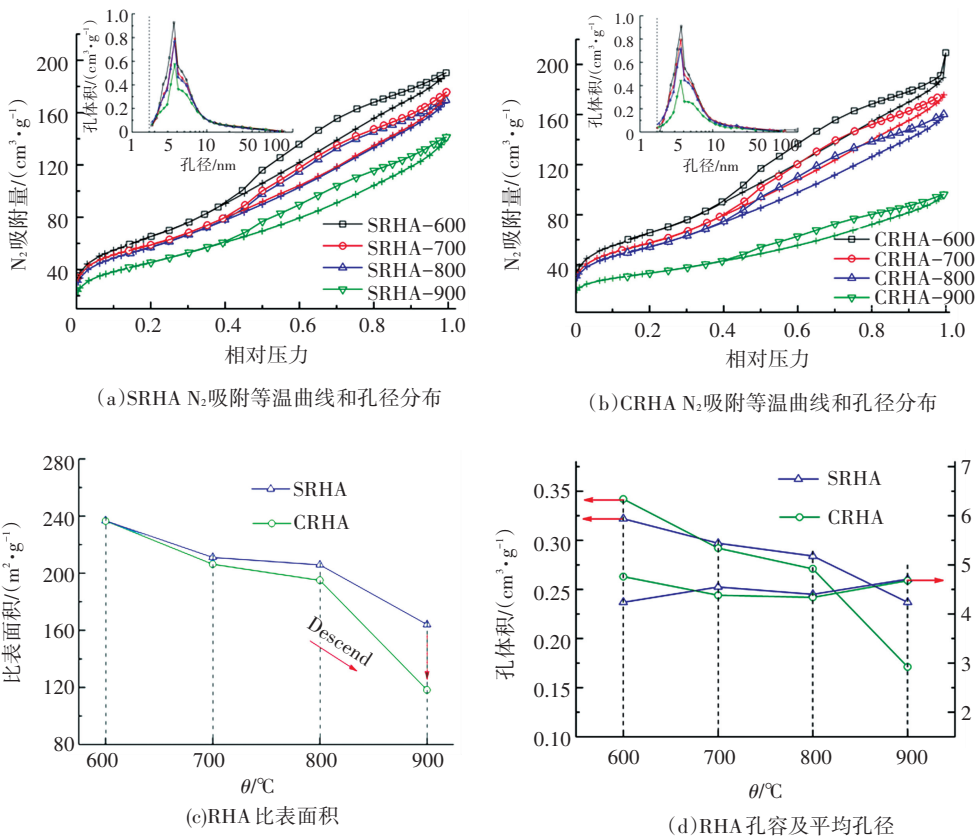 孔体积/(cm³·g⁻¹)
1.0
0.8
0.6
0.4
0.2
0
1 5 10 50 100
孔径/nm
N₂吸附量/(cm³·g⁻¹)
200
160
120
80
40
SRHA-600
SRHA-700
SRHA-800
SRHA-900
0 0.2 0.4 0.6 0.8 1.0
相对压力
(a)SRHA N₂吸附等温曲线和孔径分布
孔体积/(cm³·g⁻¹)
1.0
0.8
0.6
0.4
0.2
0
1 5 10 50 100
孔径/nm
N₂吸附量/(cm³·g⁻¹)
200
160
120
80
40
CRHA-600
CRHA-700
CRHA-800
CRHA-900
0 0.2 0.4 0.6 0.8 1.0
相对压力
(b)CRHA N₂吸附等温曲线和孔径分布
比表面积/(m²·g⁻¹)
280
240
200
160
120
80
SRHA
CRHA
Descend
600 700 800 900
θ/℃
(c)RHA 比表面积
孔体积/(cm³·g⁻¹)
0.35
0.30
0.25
0.20
0.15
0.10
SRHA
CRHA
7
6
5
4
3
2
600 700 800 900
θ/℃
(d)RHA 孔容及平均孔径